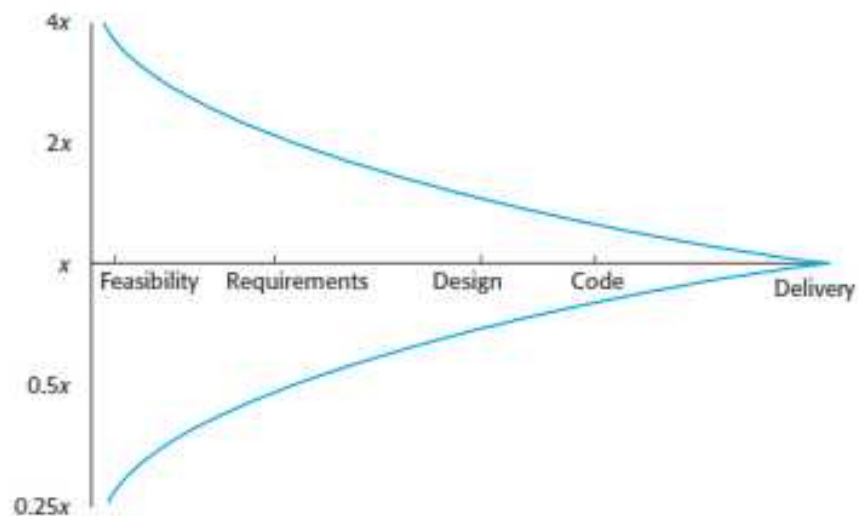 4x
2x
x
Feasibility Requirements Design Code Delivery
0.5x
0.25x